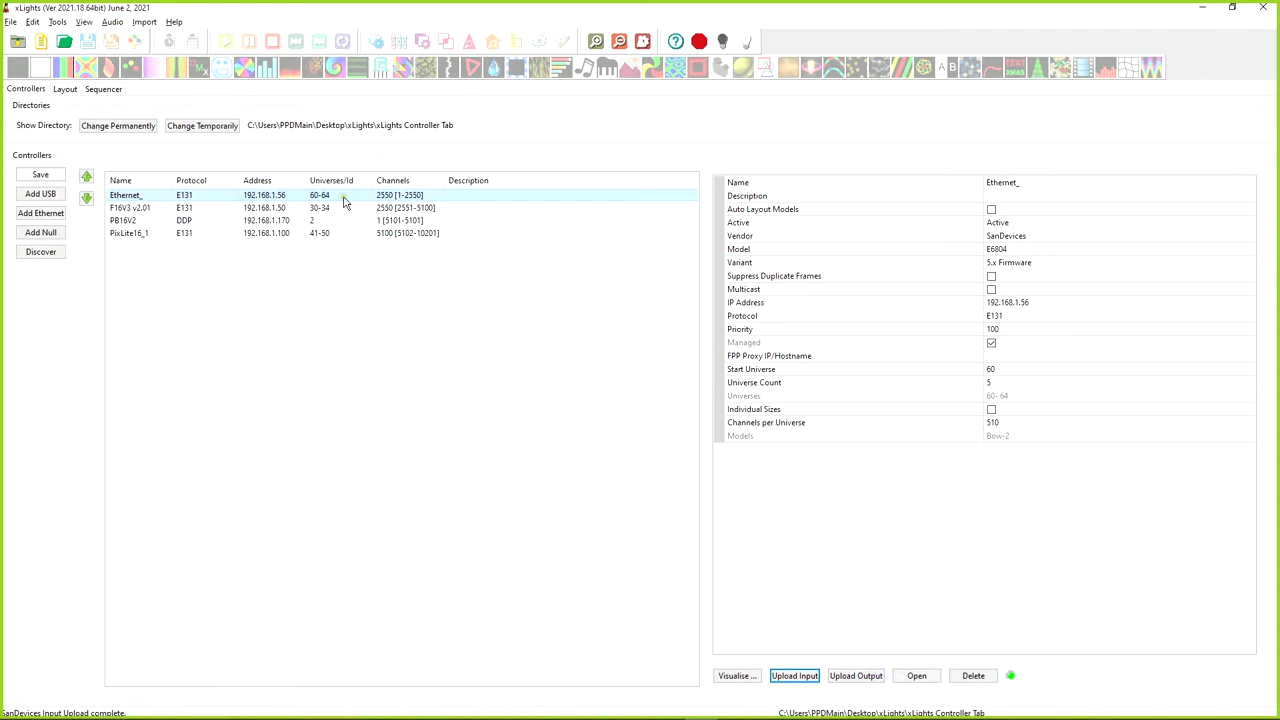 xLights (Ver 2021.18 64bit) June 2, 2021
File Edit Tools View Audio Import Help
Controllers Layout Sequencer
Directories
Show Directory: Change Permanently Change Temporarily C:\Users\PPDMain\Desktop\xLights\xLights Controller Tab
Controllers
Save
Add USB
Add Ethernet
Add Null
Discover
Name Protocol Address Universes/Id Channels Description
Ethernet_ E131 192.168.1.56 60-64 2550 [1-2550]
F16V3 v2.01 E131 192.168.1.50 30-34 2550 [2551-5100]
PB16V2 DDP 192.168.1.170 2 1 [5101-5101]
PixLite16_1 E131 192.168.1.100 41-50 5100 [5102-10201]
Name Ethernet_
Description
Auto Layout Models
Active Active
Vendor SanDevices
Model E6804
Variant 5.x Firmware
Suppress Duplicate Frames
Multicast
IP Address 192.168.1.56
Protocol E131
Priority 100
Managed
FPP Proxy IP/Hostname
Start Universe 60
Universe Count 5
Universes 60- 64
Individual Sizes
Channels per Universe 510
Models Bow-2
Visualise ... Upload Input Upload Output Open Delete
SanDevices Input Upload complete. C:\Users\PPDMain\Desktop\xLights\xLights Controller Tab